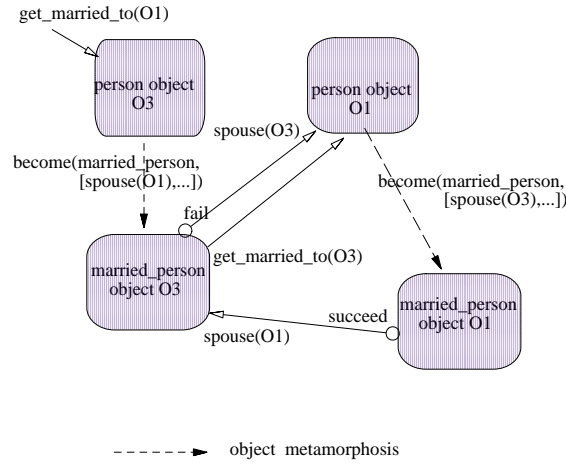 get_married_to(O1)
person object
O3
person object
O1
spouse(O3)
become(married_person,
[spouse(O1),...])
become(married_person,
[spouse(O3),...])
fail
married_person
object O3
get_married_to(O3)
married_person
object O1
succeed
spouse(O1)
object metamorphosis